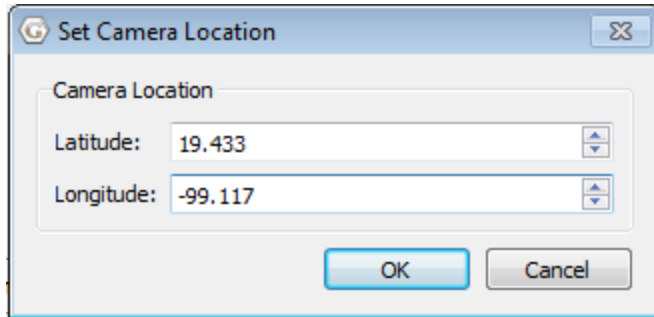 Set Camera Location
Camera Location
Latitude: 19.433
Longitude: -99.117
OK Cancel